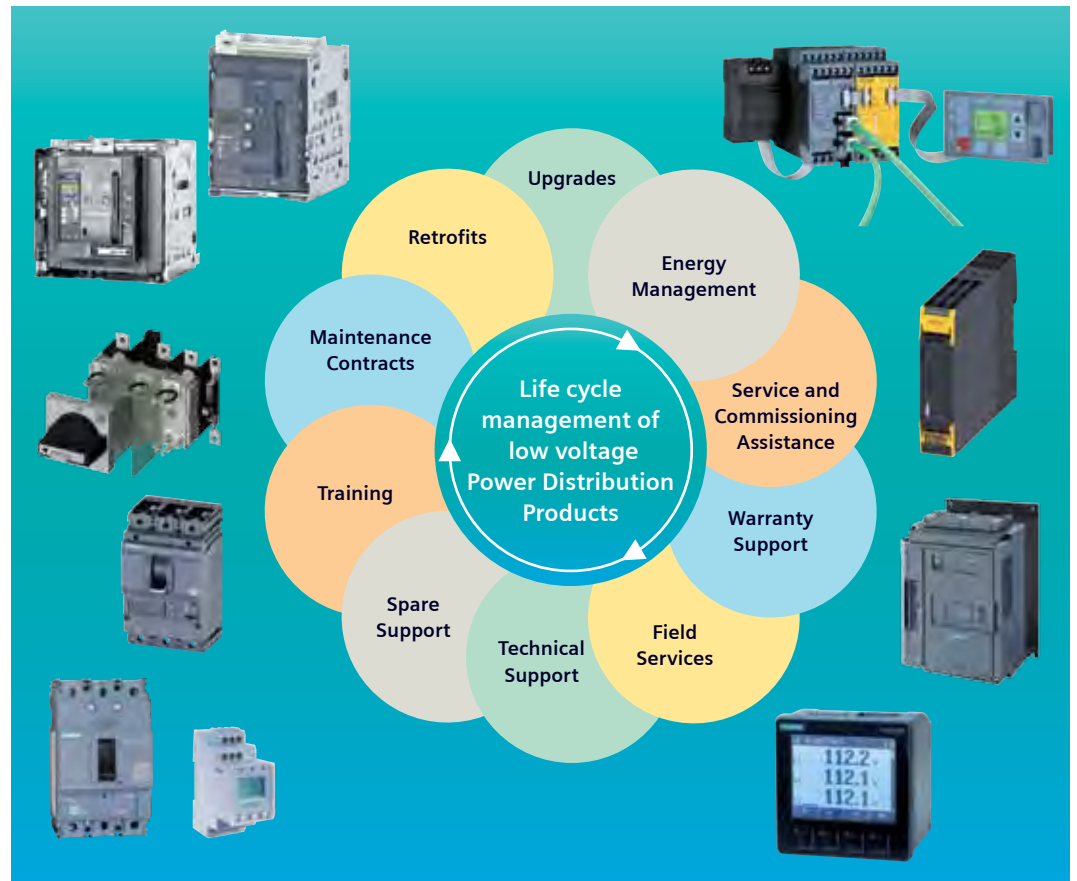 Upgrades
Energy
Management
Service and
Commissioning
Assistance
Warranty
Support
Field
Services
Technical
Support
Spare
Support
Training
Maintenance
Contracts
Retrofits
Life cycle
management of
low voltage
Power Distribution
Products
112.2
112.1
112.1